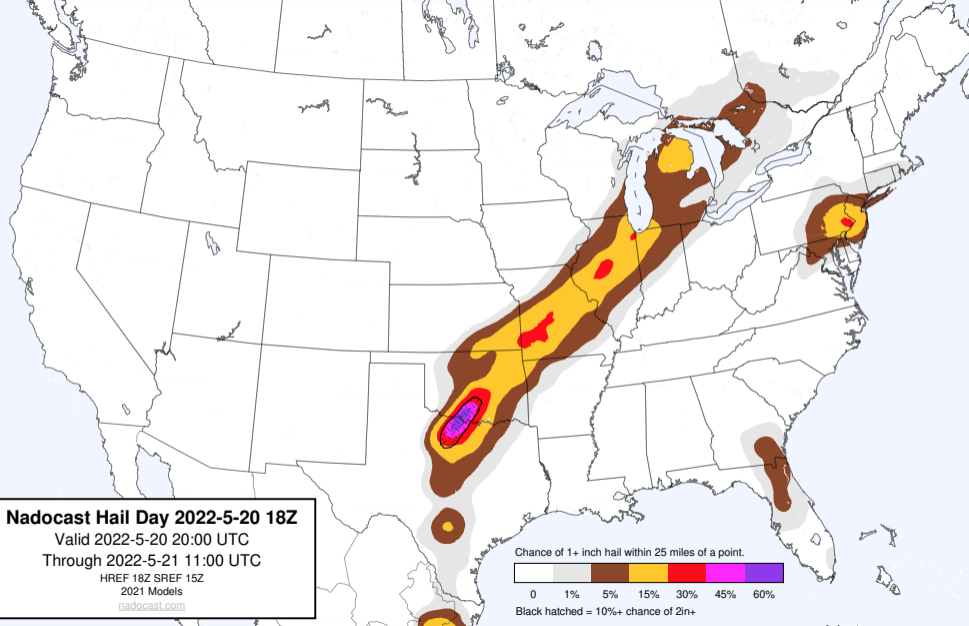 Nadocast Hail Day 2022-5-20 18Z
Valid 2022-5-20 20:00 UTC
Through 2022-5-21 11:00 UTC
HREF 18Z SREF 15Z
2021 Models
nadocast.com
Chance of 1+ inch hail within 25 miles of a point.
0 1% 5% 15% 30% 45% 60%
Black hatched = 10%+ chance of 2in+